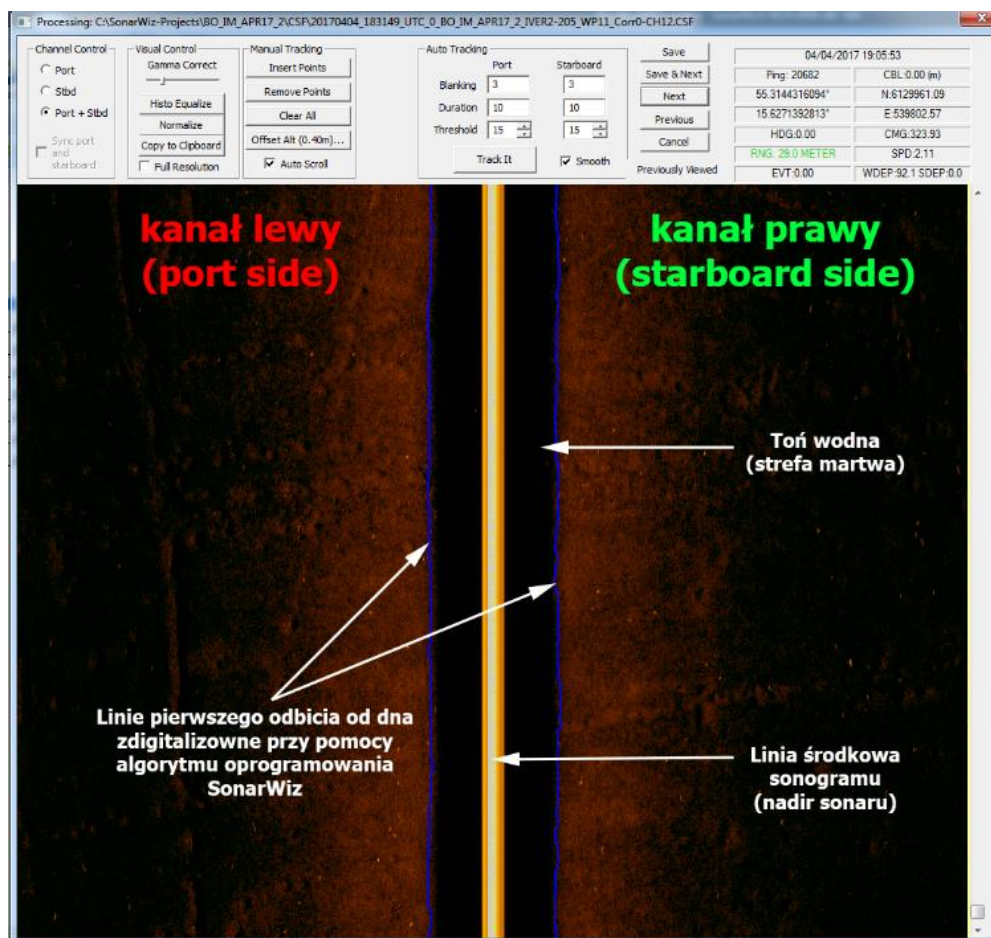 Processing: C:\SonarWiz-Projects\BO_IM_APR17_2\CSF\20170404_183149_UTC_0_BO_IM_APR17_2_IVER2-205_WP11_Corr0-CH12.CSF
Channel Control
Port
Stbd
Port + Stbd
Sync port
and
starboard
Visual Control
Gamma Correct
Histo Equalize
Normalize
Copy to Clipboard
Full Resolution
Manual Tracking
Insert Points
Remove Points
Clear All
Offset Alt (0.40m)...
Auto Scroll
Auto Tracking
Port Starboard
Blanking 3 3
Duration 10 10
Threshold 15 15
Track It Smooth
Save
Save & Next
Next
Previous
Cancel
Previously Viewed
04/04/2017 19:05:53
Ping: 20682 CBL:0.00 (m)
55.3144316094° N:6129961.09
15.6271392813° E:539802.57
HDG:0.00 CMG:323.93
RNG: 29.0 METER SPD:2.11
EVT:0.00 WDEP:92.1 SDEP:0.0
kanał lewy
(port side)
kanał prawy
(starboard side)
Toń wodna
(strefa martwa)
Linie pierwszego odbicia od dna
zdigitalizowne przy pomocy
algorytmu oprogramowania
SonarWiz
Linia środkowa
sonogramu
(nadir sonaru)